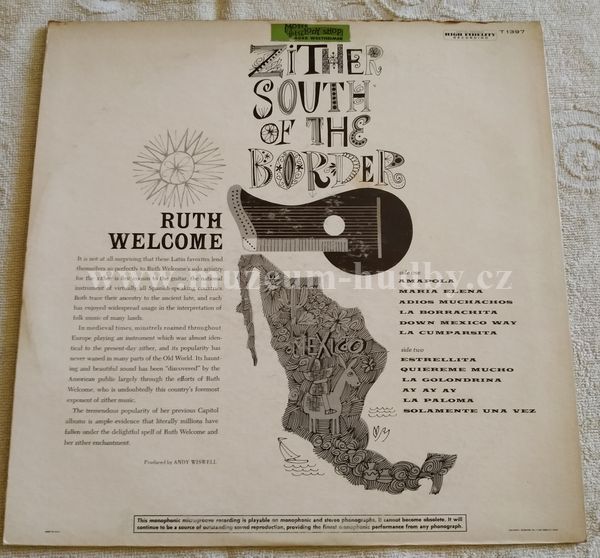 MELODY SHOP
HIGH FIDELITY
RECORDING
T 1397
ZITHER
SOUTH
OF THE
BORDER
RUTH
WELCOME
It is not at all surprising that these Latin favorites lend
themselves so perfectly to Ruth Welcome's solo artistry
for the zither is first cousin to the guitar, the national
instrument of virtually all Spanish-speaking countries.
Both trace their ancestry to the ancient lute, and each
has enjoyed widespread usage in the interpretation of
folk music of many lands.
In medieval times, minstrels roamed throughout
Europe playing an instrument which was almost identical
to the present-day zither, and its popularity has
never waned in many parts of the Old World. Its haunting
and beautiful sound has been "discovered" by the
American public largely through the efforts of Ruth
Welcome, who is undoubtedly this country's foremost
exponent of zither music.
The tremendous popularity of her previous Capitol
albums is ample evidence that literally millions have
fallen under the delightful spell of Ruth Welcome and
her zither enchantment.
Produced by ANDY WISWELL
MEXICO
side one
AMAPOLA
MARIA ELENA
ADIOS MUCHACHOS
LA BORRACHITA
DOWN MEXICO WAY
LA CUMPARSITA
side two
ESTRELLITA
QUIEREME MUCHO
LA GOLONDRINA
AY AY AY
LA PALOMA
SOLAMENTE UNA VEZ
www.muzeum-hudby.cz
This monophonic microgroove recording is playable on monophonic and stereo phonographs. It cannot become obsolete. It will
continue to be a source of outstanding sound reproduction, providing the finest monophonic performance from any phonograph.